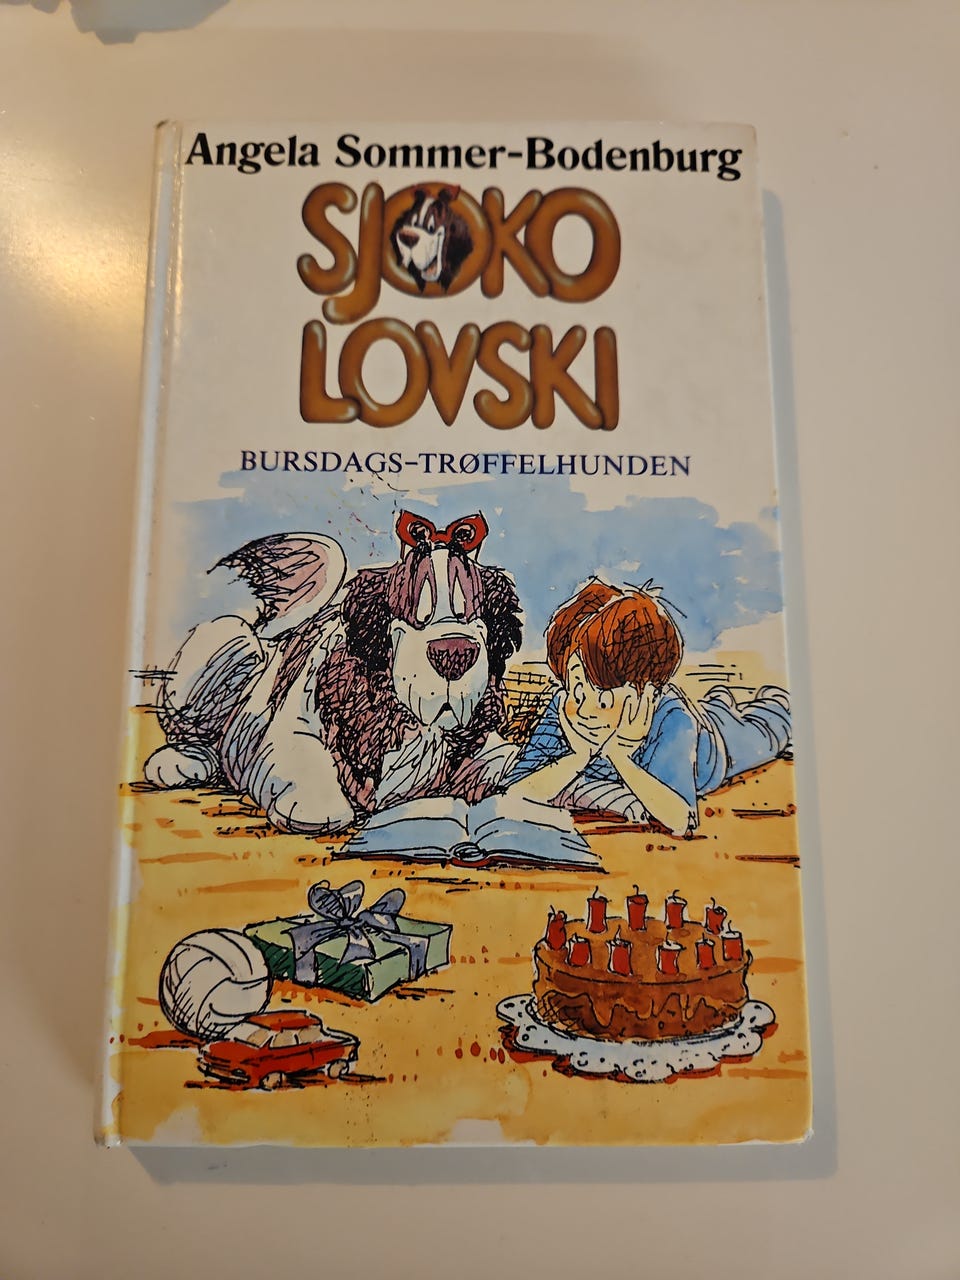 Angela Sommer-Bodenburg
SJOKO
LOVSKI
BURSDAGS-TRØFFELHUNDEN